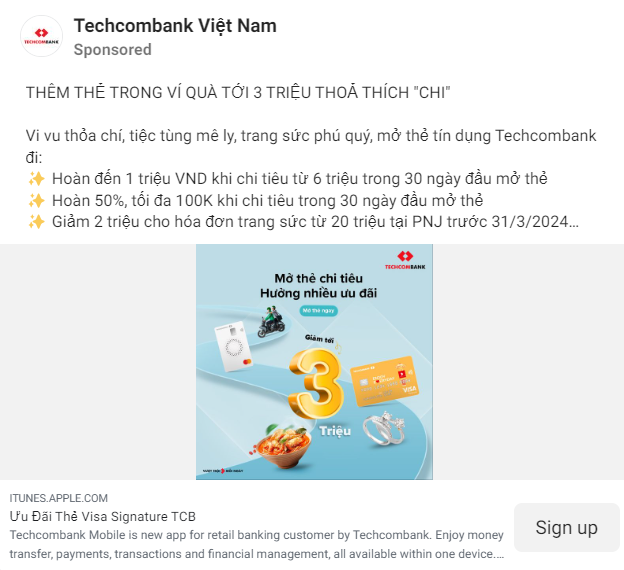 Techcombank Việt Nam
Sponsored
TECHCOMBANK
THÊM THẺ TRONG VÍ QUÀ TỚI 3 TRIỆU THOẢ THÍCH "CHI"
Vi vu thỏa chí, tiệc tùng mê ly, trang sức phú quý, mở thẻ tín dụng Techcombank
đi:
✨ Hoàn đến 1 triệu VND khi chi tiêu từ 6 triệu trong 30 ngày đầu mở thẻ
✨ Hoàn 50%, tối đa 100K khi chi tiêu trong 30 ngày đầu mở thẻ
✨ Giảm 2 triệu cho hóa đơn trang sức từ 20 triệu tại PNJ trước 31/3/2024...
TECHCOMBANK
Mở thẻ chi tiêu
Hưởng nhiều ưu đãi
Mở thẻ ngay
Giảm tới
3
Triệu
VISA
ITUNES.APPLE.COM
Ưu Đãi Thẻ Visa Signature TCB
Techcombank Mobile is new app for retail banking customer by Techcombank. Enjoy money
transfer, payments, transactions and financial management, all available within one device....
Sign up